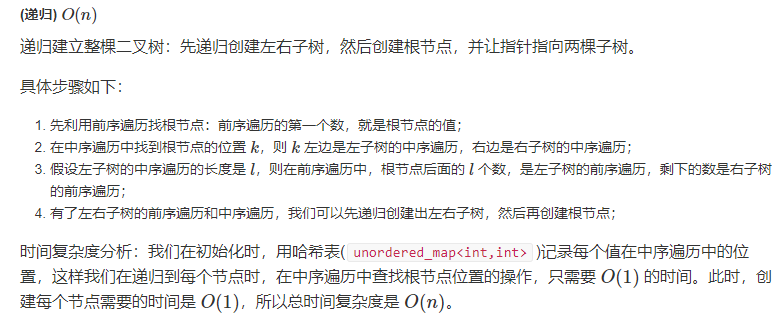 (递归) O(n)
递归建立整棵二叉树：先递归创建左右子树，然后创建根节点，并让指针指向两棵子树。
具体步骤如下：
1. 先利用前序遍历找根节点：前序遍历的第一个数，就是根节点的值；
2. 在中序遍历中找到根节点的位置 k，则 k 左边是左子树的中序遍历，右边是右子树的中序遍历；
3. 假设左子树的中序遍历的长度是 l，则在前序遍历中，根节点后面的 l 个数，是左子树的前序遍历，剩下的数是右子树
的前序遍历；
4. 有了左右子树的前序遍历和中序遍历，我们可以先递归创建出左右子树，然后再创建根节点；
时间复杂度分析：我们在初始化时，用哈希表( unordered_map<int,int> )记录每个值在中序遍历中的位
置，这样我们在递归到每个节点时，在中序遍历中查找根节点位置的操作，只需要 O(1) 的时间。此时，创
建每个节点需要的时间是 O(1)，所以总时间复杂度是 O(n)。